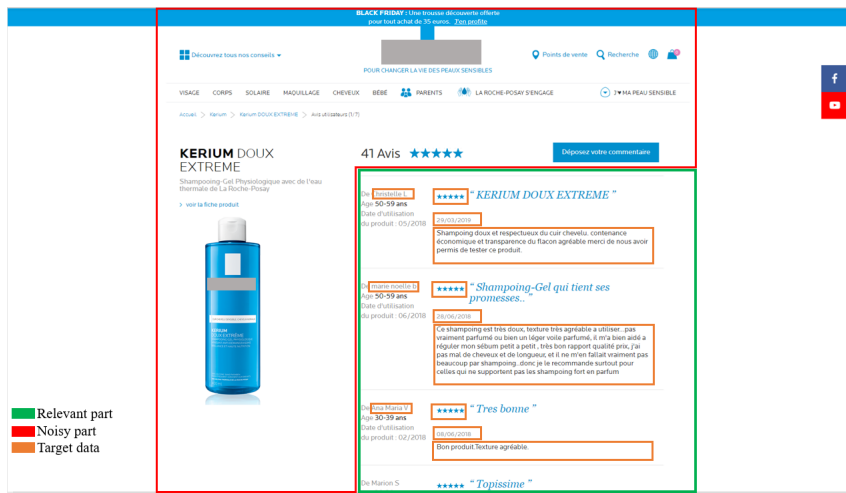 BLACK FRIDAY : Une trousse découverte offerte
pour tout achat de 35 euros. J'en profite
Découvrez tous nos conseils
Points de vente
Recherche
POUR CHANGER LA VIE DES PEAUX SENSIBLES
VISAGE CORPS SOLAIRE MAQUILLAGE CHEVEUX BÉBÉ PARENTS LA ROCHE-POSAY S'ENGAGE J'♥ MA PEAU SENSIBLE
Accueil > Kerium > Kerium DOUX EXTREME > Avis utilisateurs (1/7)
KERIUM DOUX
EXTREME
Shampooing-Gel Physiologique avec de l'eau
thermale de La Roche-Posay
> voir la fiche produit
KERIUM
DOUX EXTRÊME
41 Avis ★★★★★
Déposez votre commentaire
De Christelle L
Age 50-59 ans
Date d'utilisation
du produit : 05/2018
★★★★★ “ KERIUM DOUX EXTREME ”
29/03/2019
Shampoing doux et respectueux du cuir chevelu. contenance
économique et transparence du flacon agréable merci de nous avoir
permis de tester ce produit.
De marie noelle b
Age 50-59 ans
Date d'utilisation
du produit : 06/2018
★★★★★ “ Shampoing-Gel qui tient ses
promesses.. ”
26/06/2018
Ce shampoing est très doux, texture très agréable a utiliser...pas
vraiment parfumé ou bien un léger voile parfumé, il m'a bien aidé a
réguler mon sébum petit a petit , très bon rapport qualité prix, j'ai
pas mal de cheveux et de longueur, et il ne m'en fallait vraiment pas
beaucoup par shampoing..donc je le recommande surtout pour
celles qui ne supportent pas les shampoing fort en parfum
De Ana Maria V
Age 30-39 ans
Date d'utilisation
du produit : 02/2018
★★★★★ “ Tres bonne ”
08/06/2018
Bon produit.Texture agréable.
De Marion S
★★★★★ “ Topissime ”
Relevant part
Noisy part
Target data